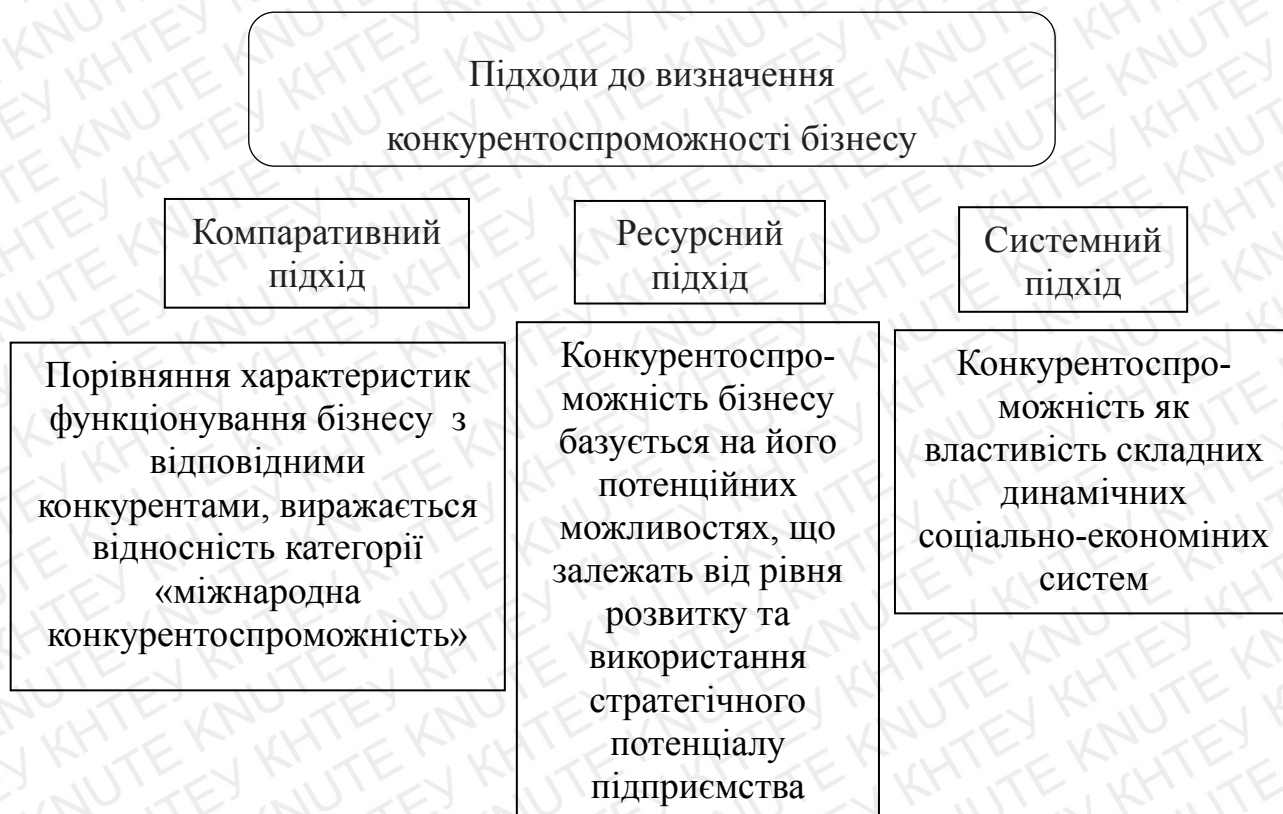 Підходи до визначення
конкурентоспроможності бізнесу
Компаративний
підхід
Ресурсний
підхід
Системний
підхід
Порівняння характеристик
функціонування бізнесу з
відповідними
конкурентами, виражається
відносність категорії
«міжнародна
конкурентоспроможність»
Конкурентоспро-
можність бізнесу
базується на його
потенційних
можливостях, що
залежать від рівня
розвитку та
використання
стратегічного
потенціалу
підприємства
Конкурентоспро-
можність як
властивість складних
динамічних
соціально-економіних
систем